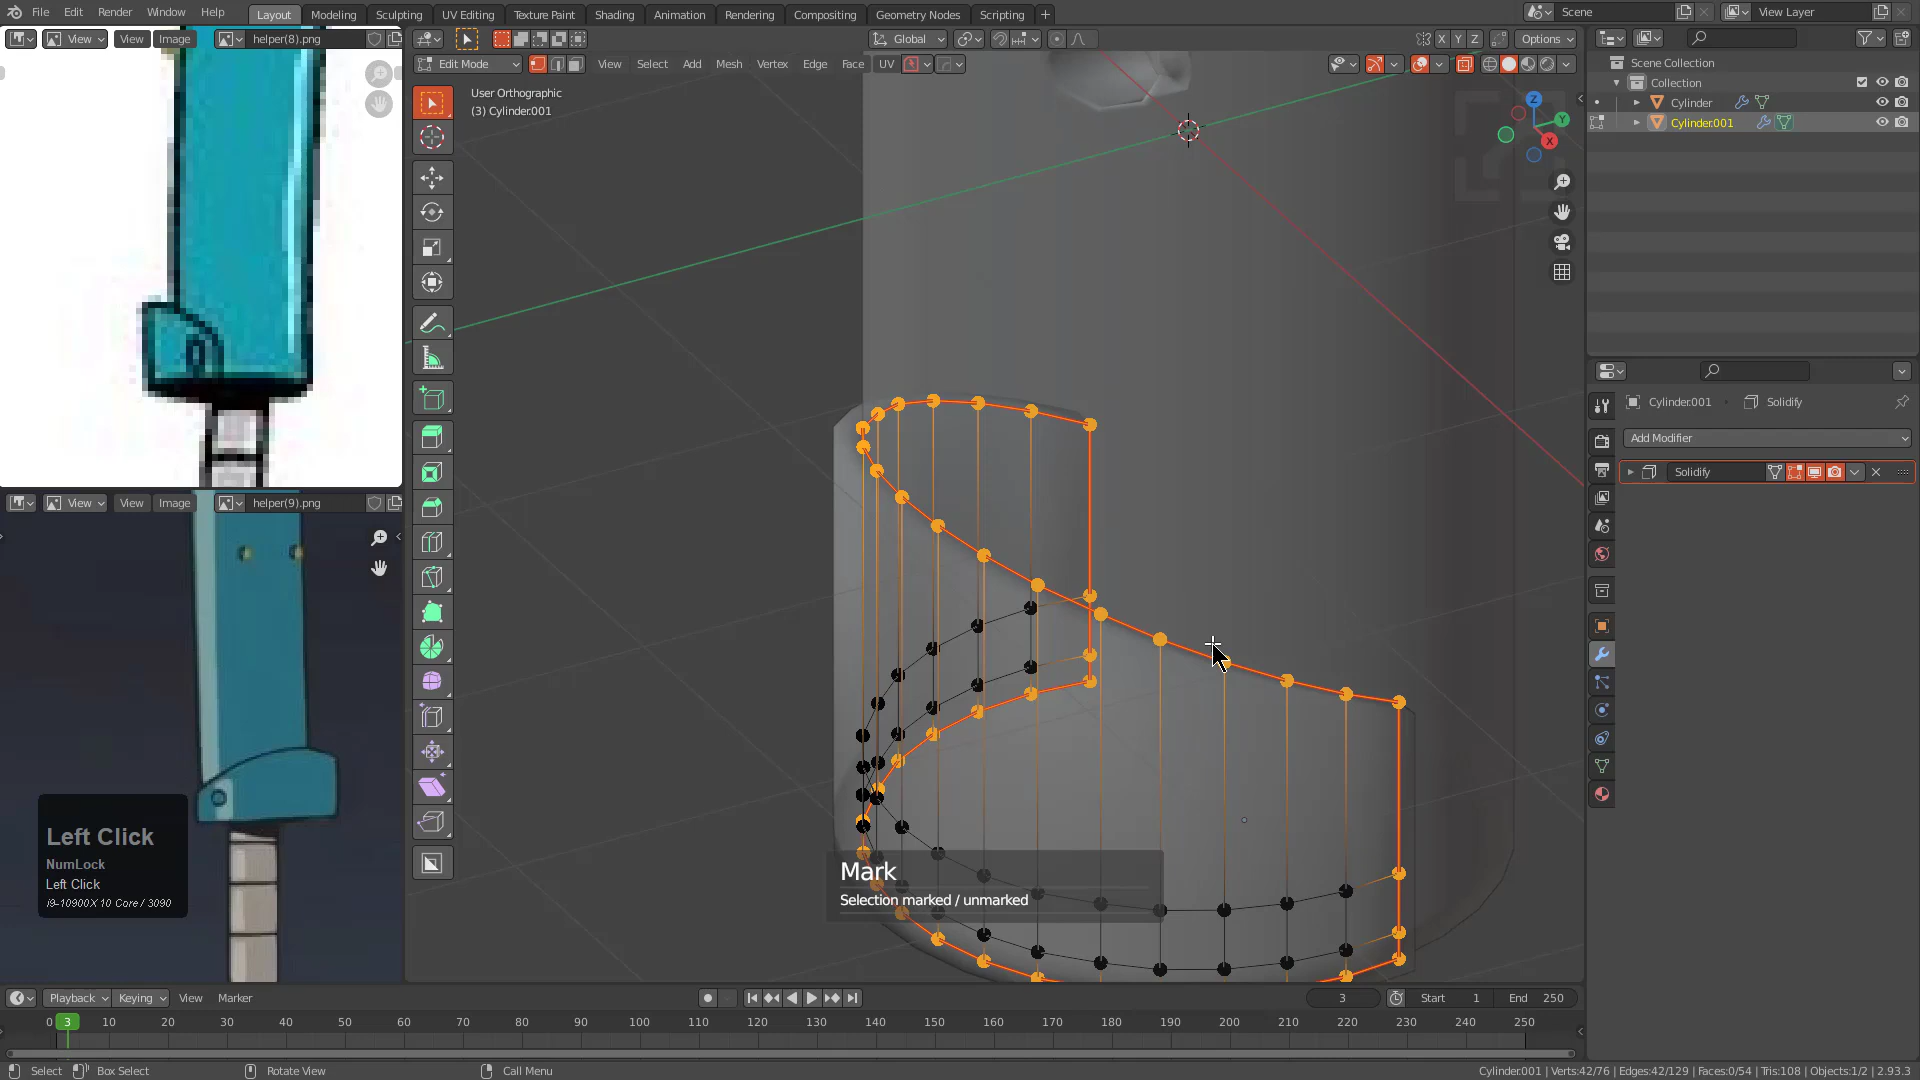 File Edit Render Window Help Layout Modeling Sculpting UV Editing Texture Paint Shading Animation Rendering Compositing Geometry Nodes Scripting Scene View Layer
View View Image helper(8).png
Global X Y Z Options
Edit Mode View Select Add Mesh Vertex Edge Face UV
User Orthographic
(3) Cylinder.001
Scene Collection
Collection
Cylinder
Cylinder.001
Z
Y
X
Cylinder.001 Solidify
Add Modifier
Solidify
View View Image helper(9).png
Left Click
NumLock
Left Click
i9-10900X 10 Core / 3090
Mark
Selection marked / unmarked
Playback Keying View Marker 3 Start 1 End 250
0 3 10 20 30 40 50 60 70 80 90 100 110 120 130 140 150 160 170 180 190 200 210 220 230 240 250
Select Box Select Rotate View Call Menu Cylinder.001 | Verts:42/76 | Edges:42/129 | Faces:0/54 | Tris:108 | Objects:1/2 | 2.93.3